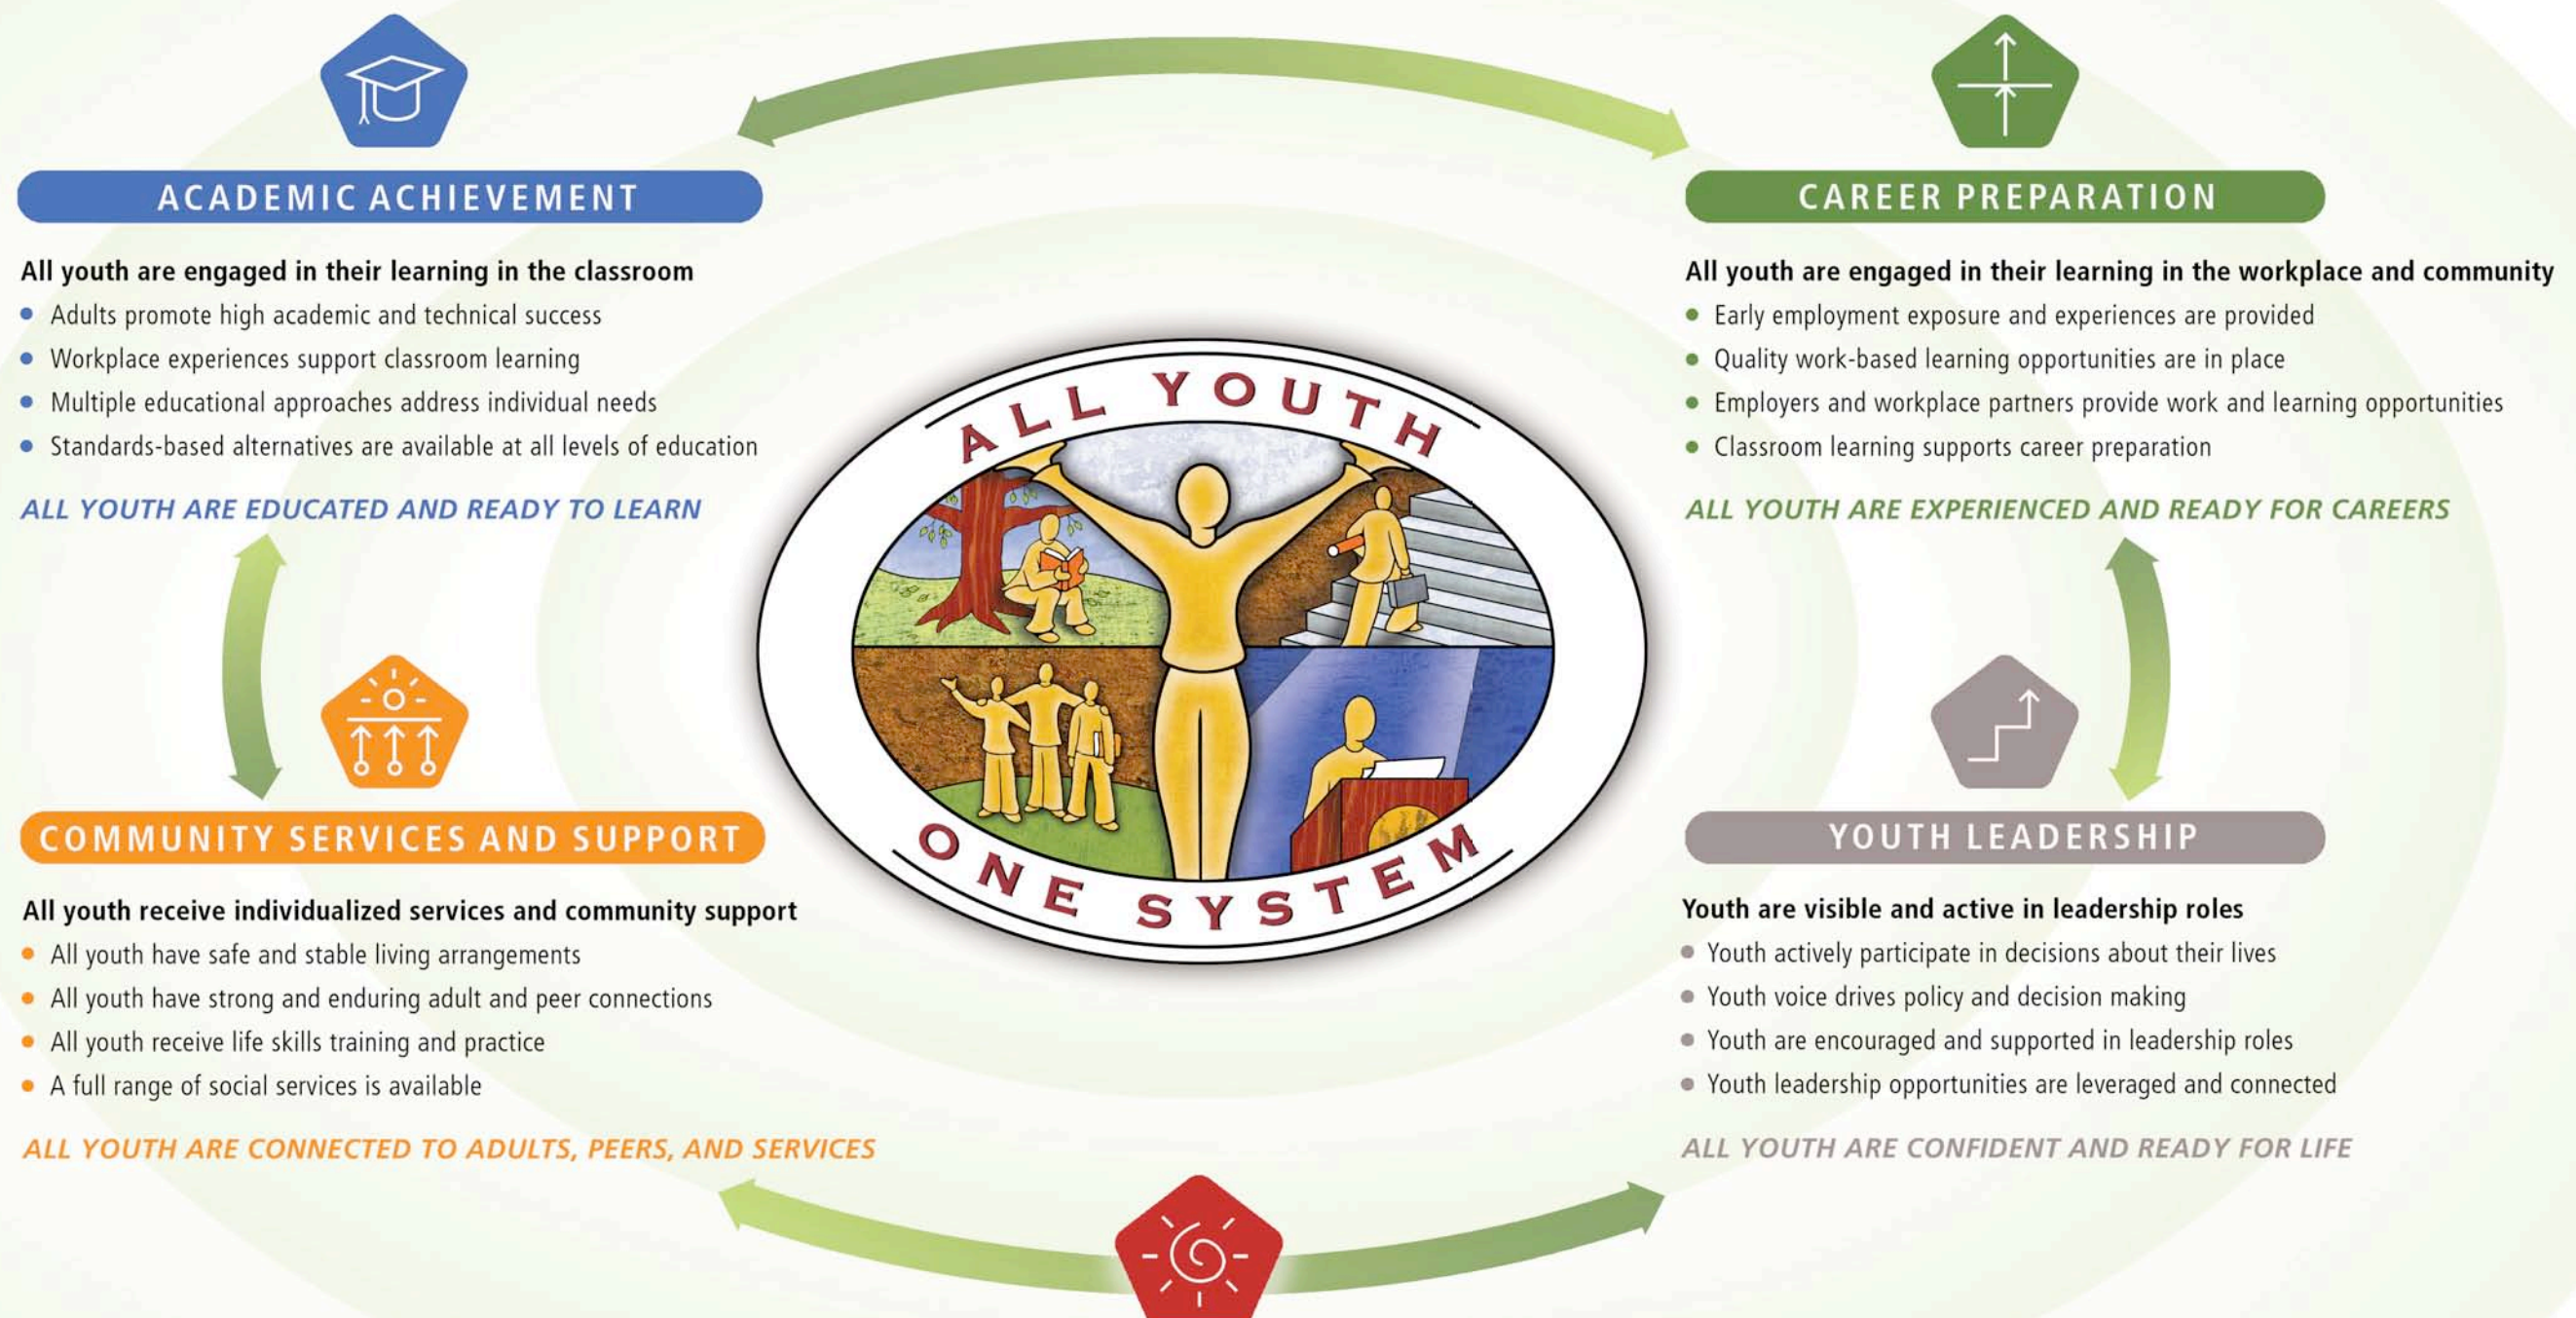 ACADEMIC ACHIEVEMENT
All youth are engaged in their learning in the classroom
• Adults promote high academic and technical success
• Workplace experiences support classroom learning
• Multiple educational approaches address individual needs
• Standards-based alternatives are available at all levels of education
ALL YOUTH ARE EDUCATED AND READY TO LEARN
CAREER PREPARATION
All youth are engaged in their learning in the workplace and community
• Early employment exposure and experiences are provided
• Quality work-based learning opportunities are in place
• Employers and workplace partners provide work and learning opportunities
• Classroom learning supports career preparation
ALL YOUTH ARE EXPERIENCED AND READY FOR CAREERS
ALL YOUTH
ONE SYSTEM
COMMUNITY SERVICES AND SUPPORT
All youth receive individualized services and community support
• All youth have safe and stable living arrangements
• All youth have strong and enduring adult and peer connections
• All youth receive life skills training and practice
• A full range of social services is available
ALL YOUTH ARE CONNECTED TO ADULTS, PEERS, AND SERVICES
YOUTH LEADERSHIP
Youth are visible and active in leadership roles
• Youth actively participate in decisions about their lives
• Youth voice drives policy and decision making
• Youth are encouraged and supported in leadership roles
• Youth leadership opportunities are leveraged and connected
ALL YOUTH ARE CONFIDENT AND READY FOR LIFE